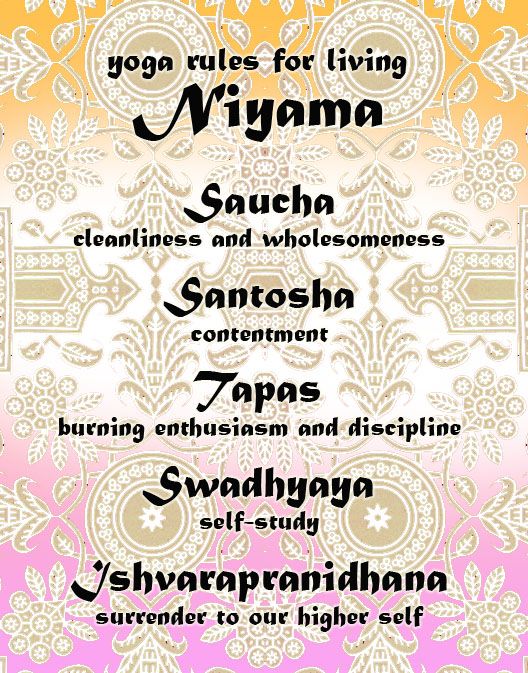 yoga rules for living
Niyama
Saucha
cleanliness and wholesomeness
Santosha
contentment
Tapas
burning enthusiasm and discipline
Swadhyaya
self-study
Ishvarapranidhana
surrender to our higher self